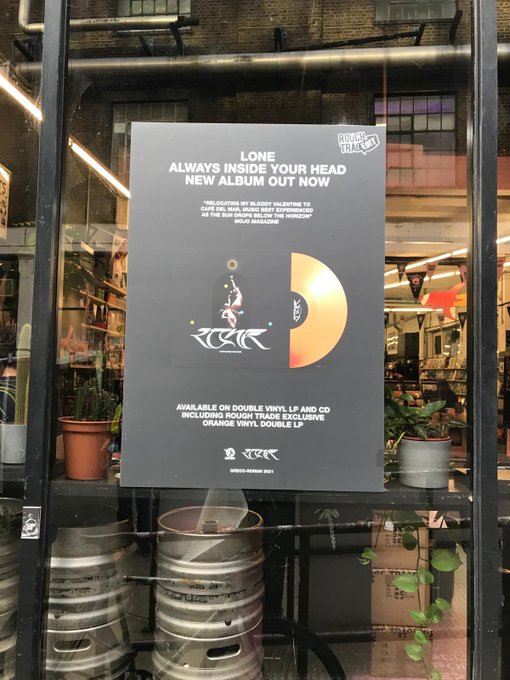 ROUGH
TRADE
EDIT
LONE
ALWAYS INSIDE YOUR HEAD
NEW ALBUM OUT NOW
"RELOCATING MY BLOODY VALENTINE TO
CAFÉ DEL MAR, MUSIC BEST EXPERIENCED
AS THE SUN DROPS BELOW THE HORIZON"
MOJO MAGAZINE
AVAILABLE ON DOUBLE VINYL LP AND CD
INCLUDING ROUGH TRADE EXCLUSIVE
ORANGE VINYL DOUBLE LP
GRECO-ROMAN 2021